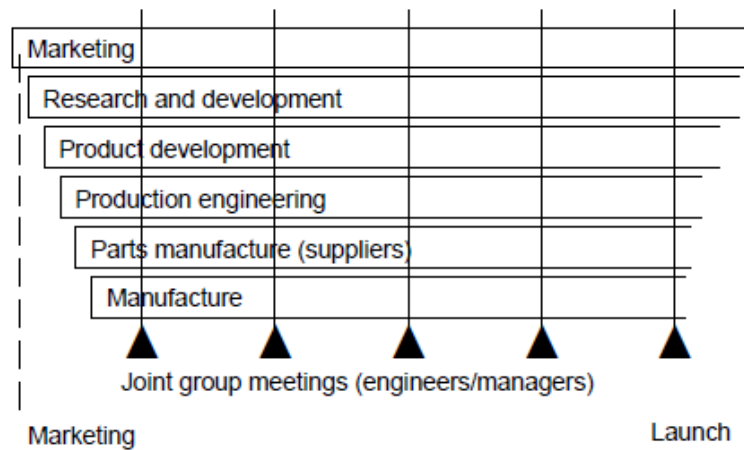 Marketing
Research and development
Product development
Production engineering
Parts manufacture (suppliers)
Manufacture
Joint group meetings (engineers/managers)
Marketing
Launch